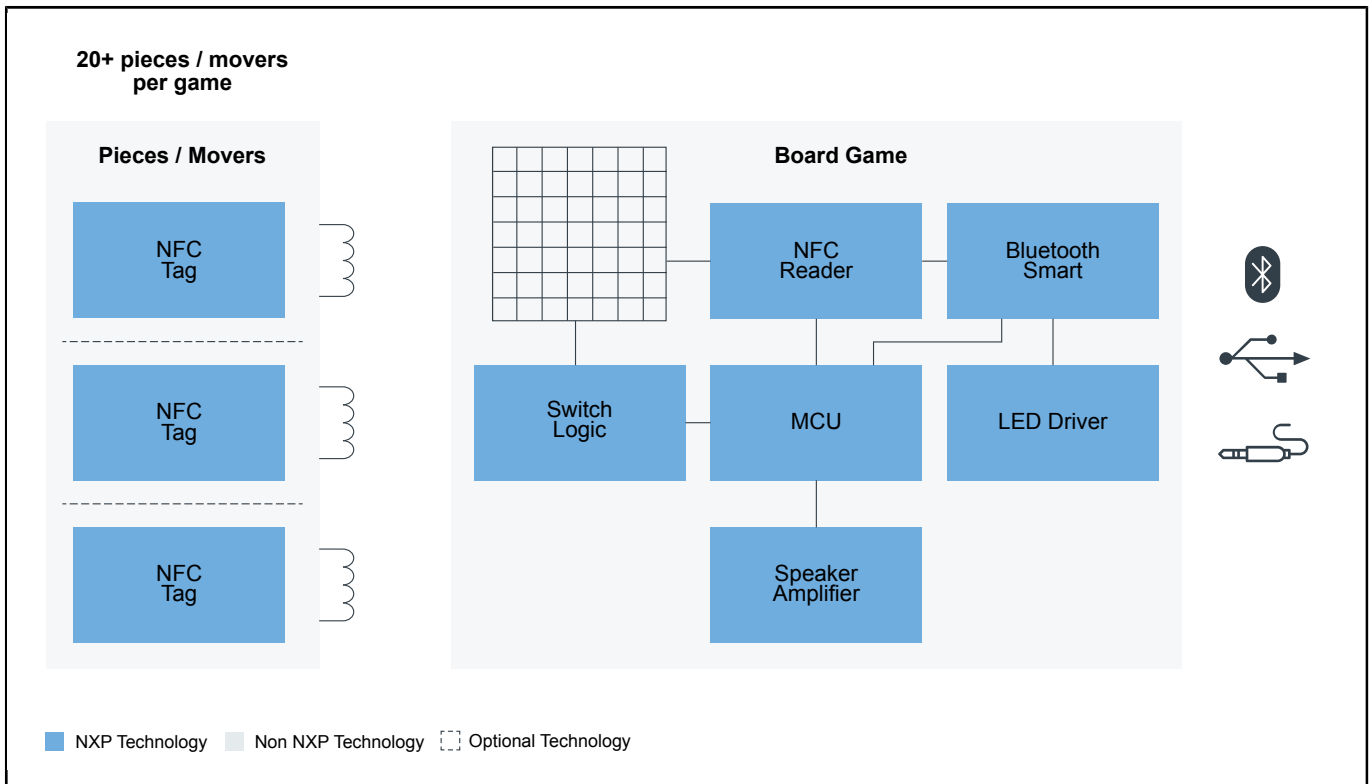 20+ pieces / movers
per game
Pieces / Movers
NFC
Tag
NFC
Tag
NFC
Tag
Board Game
NFC
Reader
Bluetooth
Smart
Switch
Logic
MCU
LED Driver
Speaker
Amplifier
NXP Technology
Non NXP Technology
Optional Technology